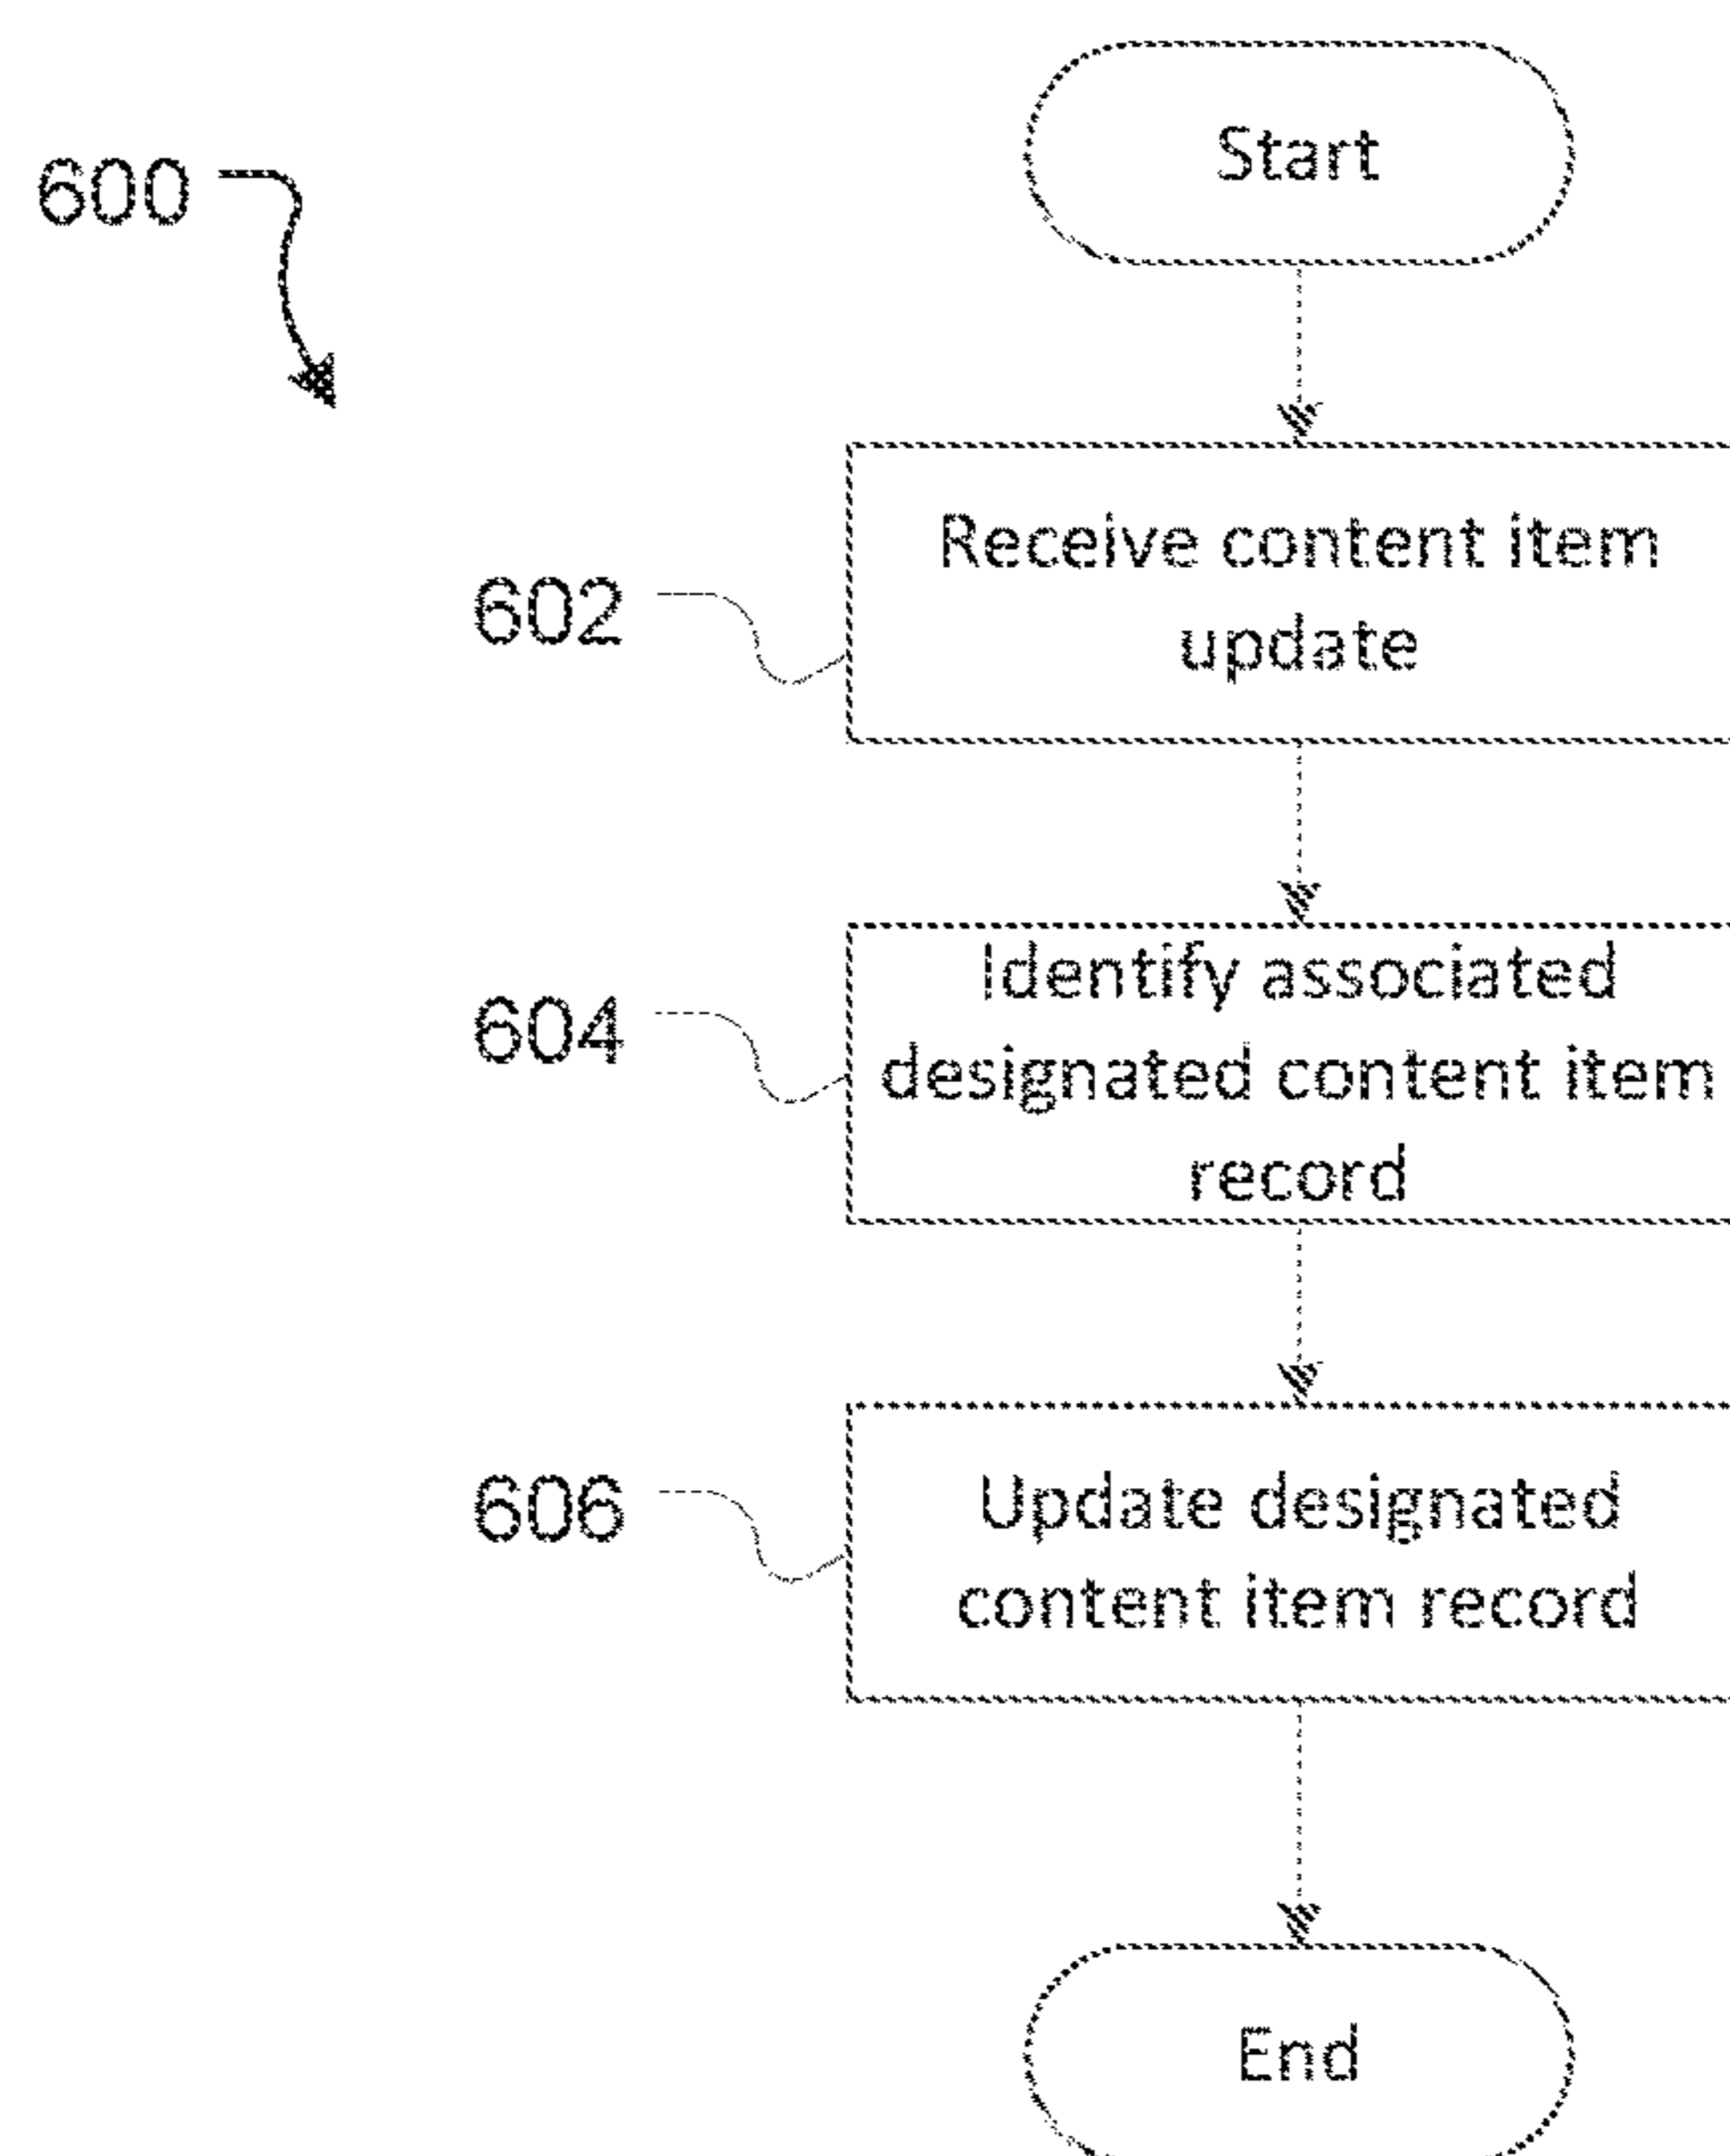 Start
600
Receive content item
update
602
Identify associated
designated content item
record
604
Update designated
content item record
606
End